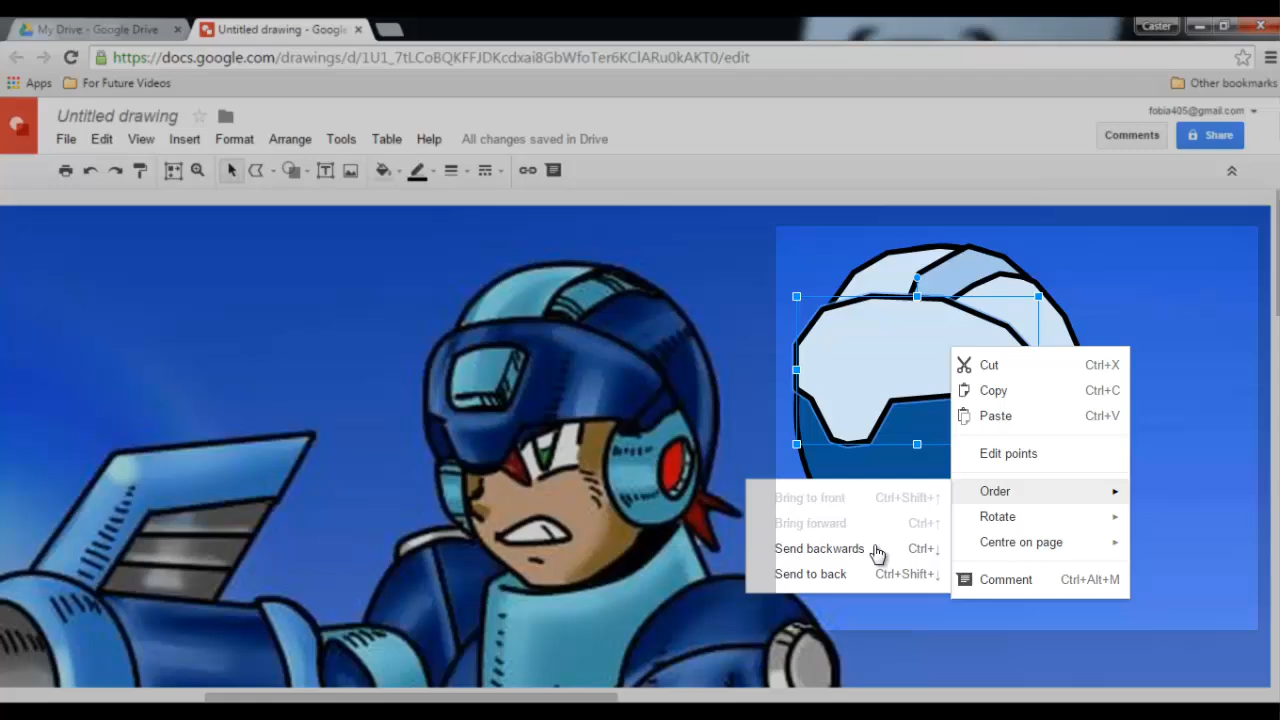 My Drive - Google Drive
Untitled drawing - Google
Caster
https://docs.google.com/drawings/d/1U1_7tLCoBQKFFJDKcdxai8GbWfoTer6KClARu0kAKT0/edit
Apps For Future Videos Other bookmarks
Untitled drawing
fobia405@gmail.com
File Edit View Insert Format Arrange Tools Table Help All changes saved in Drive
Comments Share
Cut Ctrl+X
Copy Ctrl+C
Paste Ctrl+V
Edit points
Order
Rotate
Centre on page
Comment Ctrl+Alt+M
Bring to front Ctrl+Shift+↑
Bring forward Ctrl+↑
Send backwards Ctrl+↓
Send to back Ctrl+Shift+↓